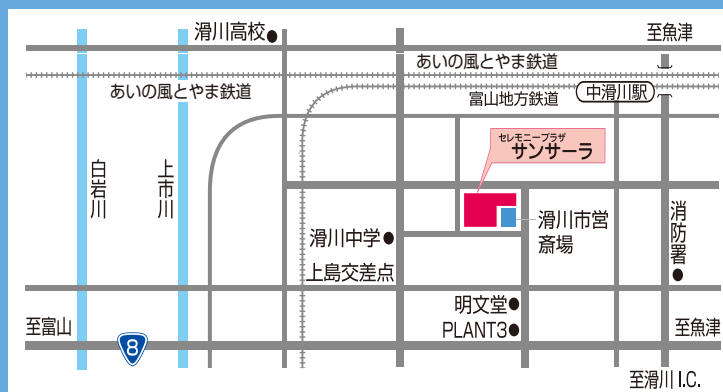 滑川高校
至魚津
あいの風とやま鉄道
あいの風とやま鉄道
富山地方鉄道
中滑川駅
セレモニープラザ
サンサーラ
白岩川
上市川
滑川中学
滑川市営
斎場
消防署
上島交差点
明文堂
PLANT3
至富山
8
至魚津
至滑川 I.C.